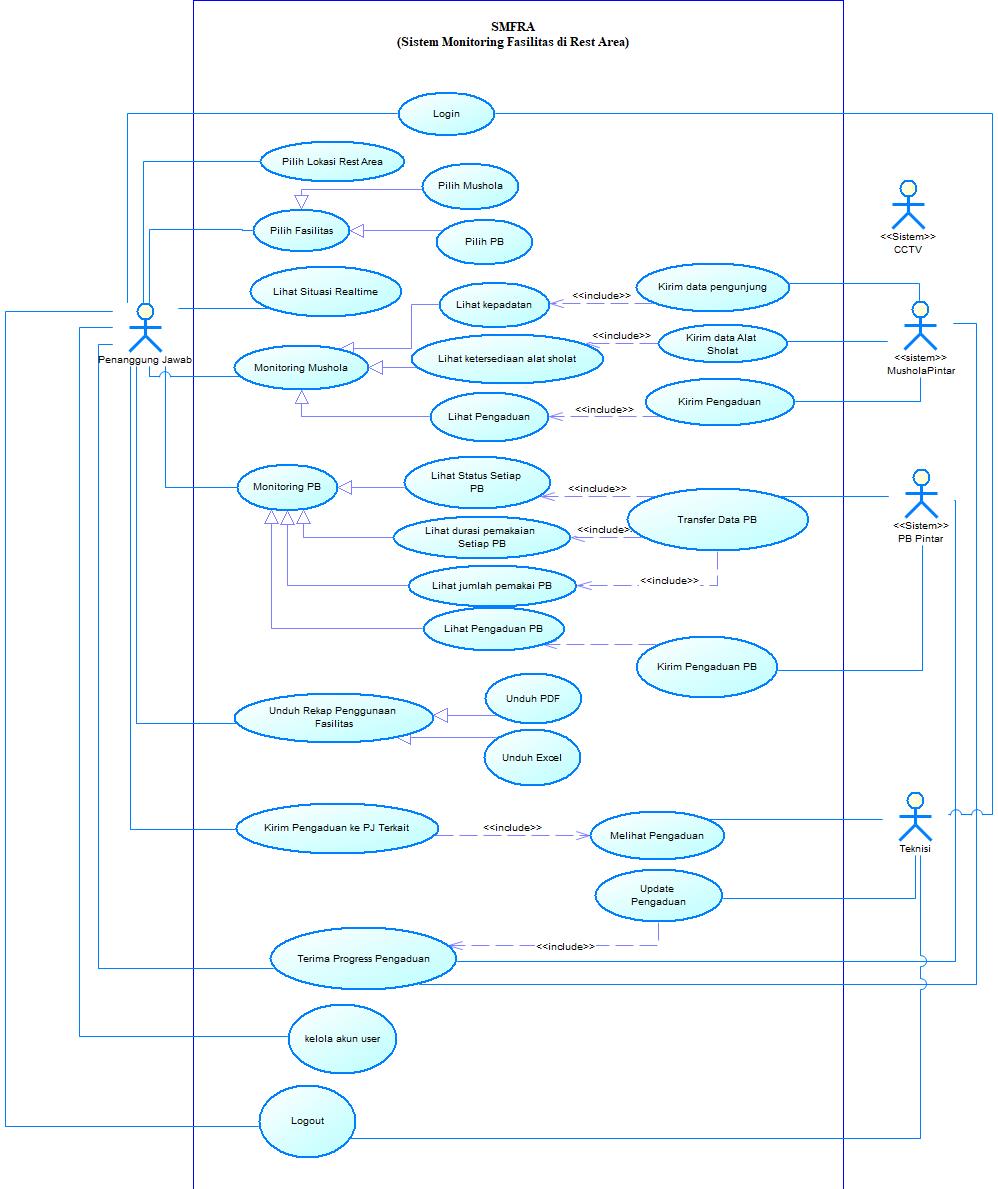 SMFRA
(Sistem Monitoring Fasilitas di Rest Area)
Login
Pilih Lokasi Rest Area
Pilih Mushola
Pilih Fasilitas
Pilih PB
<<Sistem>>
CCTV
Lihat Situasi Realtime
Lihat kepadatan
<<include>>
Kirim data pengunjung
Penanggung Jawab
Monitoring Mushola
Lihat ketersediaan alat sholat
<<include>>
Kirim data Alat
Sholat
<<sistem>>
MusholaPintar
Lihat Pengaduan
<<include>>
Kirim Pengaduan
Monitoring PB
Lihat Status Setiap
PB
<<include>>
Transfer Data PB
<<Sistem>>
PB Pintar
Lihat durasi pemakaian
Setiap PB
<<include>>
Lihat jumlah pemakai PB
<<include>>
Lihat Pengaduan PB
Kirim Pengaduan PB
Unduh Rekap Penggunaan
Fasilitas
Unduh PDF
Unduh Excel
Kirim Pengaduan ke PJ Terkait
<<include>>
Melihat Pengaduan
Teknisi
Update
Pengaduan
<<include>>
Terima Progress Pengaduan
kelola akun user
Logout